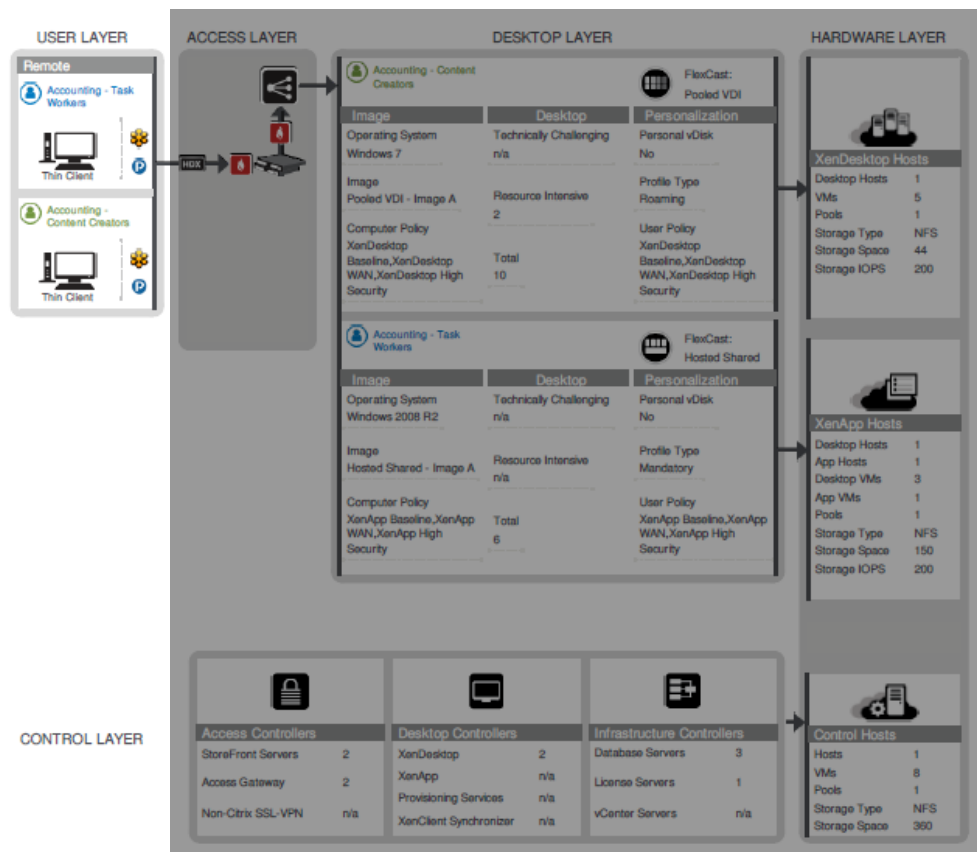 USER LAYER
ACCESS LAYER
DESKTOP LAYER
HARDWARE LAYER
Remote
Accounting - Task
Workers
Thin Client
P
Accounting -
Content Creators
Thin Client
P
HDX
Accounting - Content
Creators
FlexCast:
Pooled VDI
Image
Desktop
Personalization
Operating System
Technically Challenging
Personal vDisk
Windows 7
n/a
No
Image
Resource Intensive
Profile Type
Pooled VDI - Image A
2
Roaming
Computer Policy
Total
User Policy
XenDesktop
Baseline,XenDesktop
WAN,XenDesktop High
Security
10
XenDesktop
Baseline,XenDesktop
WAN,XenDesktop High
Security
Accounting - Task
Workers
FlexCast:
Hosted Shared
Image
Desktop
Personalization
Operating System
Technically Challenging
Personal vDisk
Windows 2008 R2
n/a
No
Image
Resource Intensive
Profile Type
Hosted Shared - Image A
n/a
Mandatory
Computer Policy
Total
User Policy
XenApp Baseline,XenApp
WAN,XenApp High
Security
6
XenApp Baseline,XenApp
WAN,XenApp High
Security
XenDesktop Hosts
Desktop Hosts 1
VMs 5
Pools 1
Storage Type NFS
Storage Space 44
Storage IOPS 200
XenApp Hosts
Desktop Hosts 1
App Hosts 1
Desktop VMs 3
App VMs 1
Pools 1
Storage Type NFS
Storage Space 150
Storage IOPS 200
CONTROL LAYER
Access Controllers
StoreFront Servers 2
Access Gateway 2
Non-Citrix SSL-VPN n/a
Desktop Controllers
XenDesktop 2
XenApp n/a
Provisioning Services n/a
XenClient Synchronizer n/a
Infrastructure Controllers
Database Servers 3
License Servers 1
vCenter Servers n/a
Control Hosts
Hosts 1
VMs 8
Pools 1
Storage Type NFS
Storage Space 360